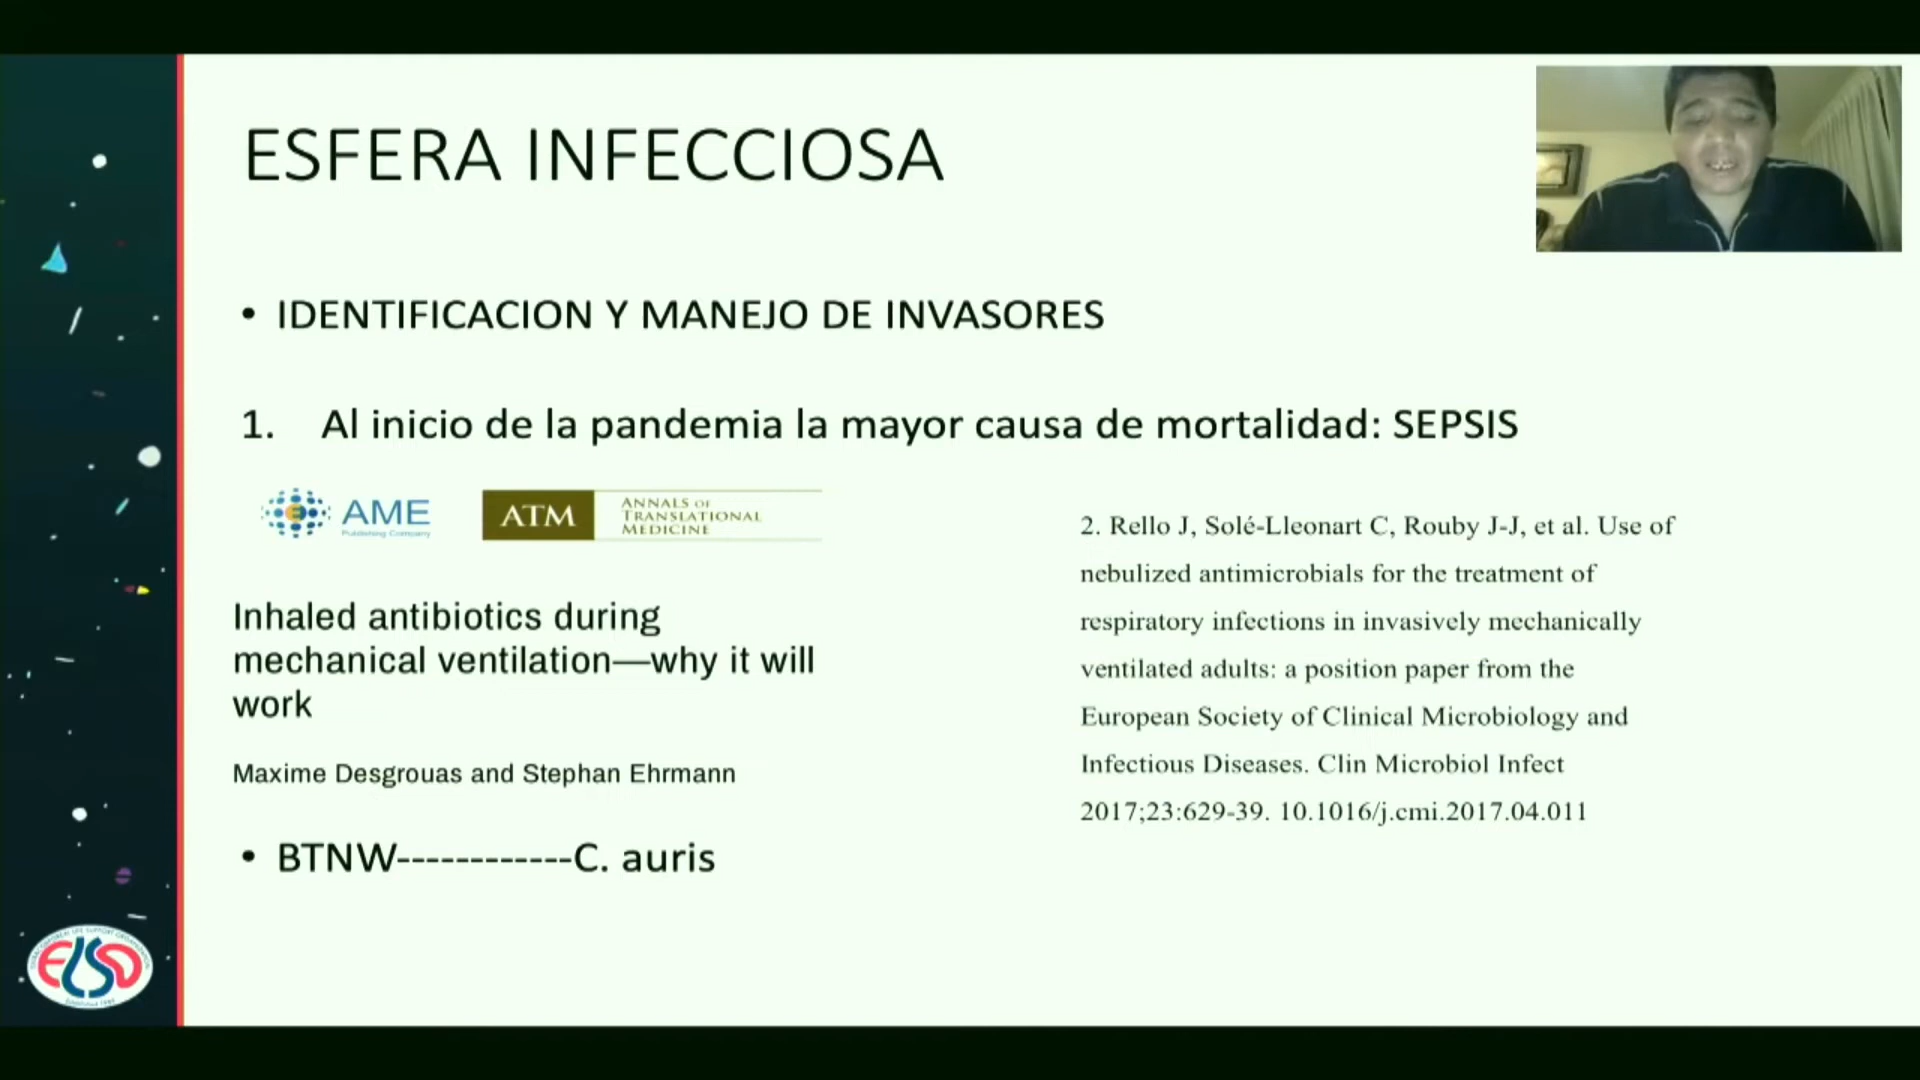 ESFERA INFECCIOSA
• IDENTIFICACION Y MANEJO DE INVASORES
1. Al inicio de la pandemia la mayor causa de mortalidad: SEPSIS
AME
Publishing Company
ATM
ANNALS OF
TRANSLATIONAL
MEDICINE
Inhaled antibiotics during
mechanical ventilation—why it will
work
Maxime Desgrouas and Stephan Ehrmann
2. Rello J, Solé-Lleonart C, Rouby J-J, et al. Use of
nebulized antimicrobials for the treatment of
respiratory infections in invasively mechanically
ventilated adults: a position paper from the
European Society of Clinical Microbiology and
Infectious Diseases. Clin Microbiol Infect
2017;23:629-39. 10.1016/j.cmi.2017.04.011
• BTNW------------C. auris
ELSO